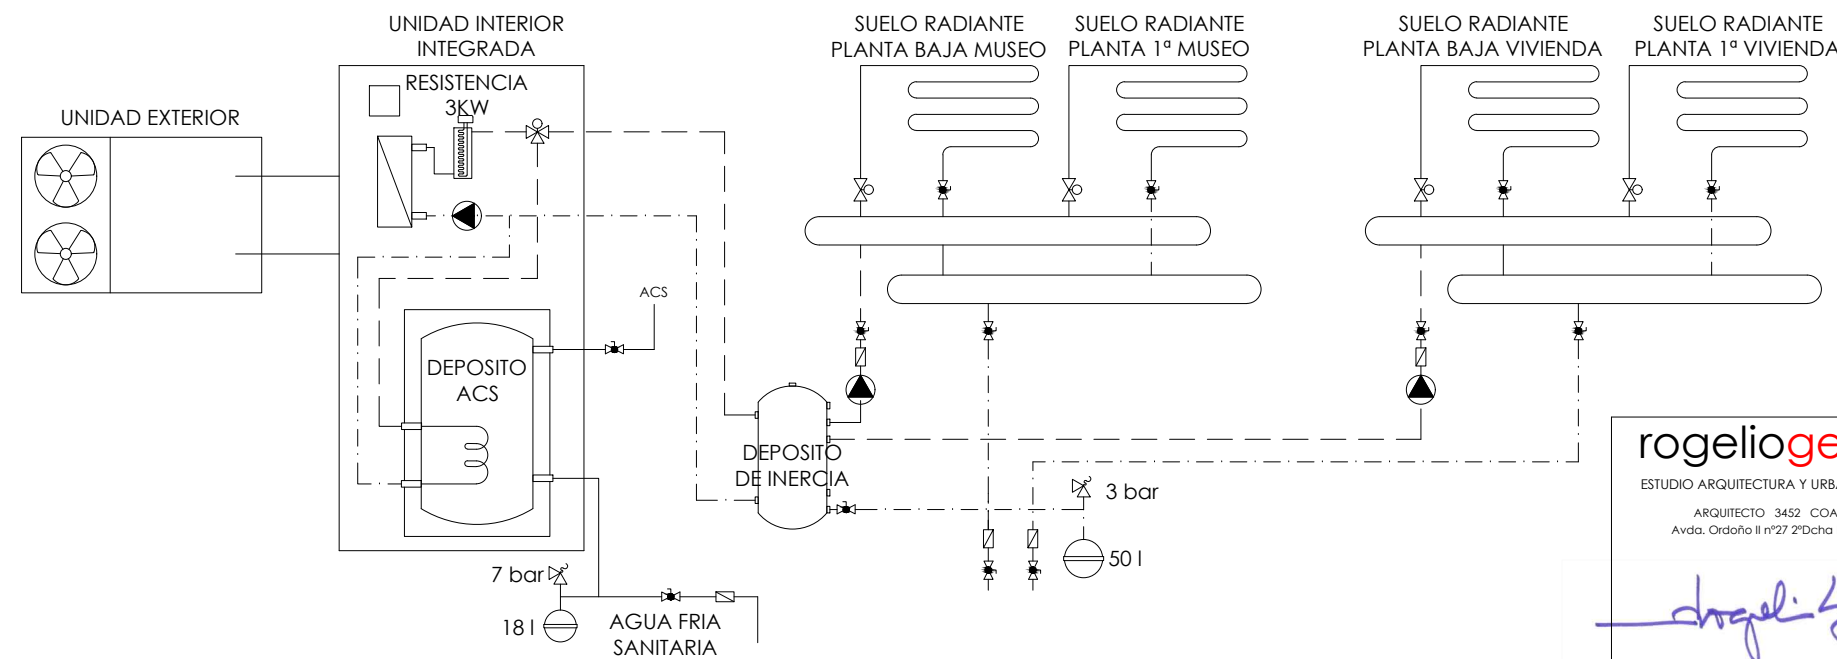 UNIDAD INTERIOR
INTEGRADA
SUELO RADIANTE
PLANTA BAJA MUSEO
SUELO RADIANTE
PLANTA 1ª MUSEO
SUELO RADIANTE
PLANTA BAJA VIVIENDA
SUELO RADIANTE
PLANTA 1ª VIVIENDA
RESISTENCIA
3KW
UNIDAD EXTERIOR
ACS
DEPOSITO
ACS
DEPOSITO
DE INERCIA
3 bar
50 l
7 bar
18 l
AGUA FRIA
SANITARIA
rogelioge
ESTUDIO ARQUITECTURA Y URBA
ARQUITECTO 3452 COA
Avda. Ordoño II nº27 2ºDcha